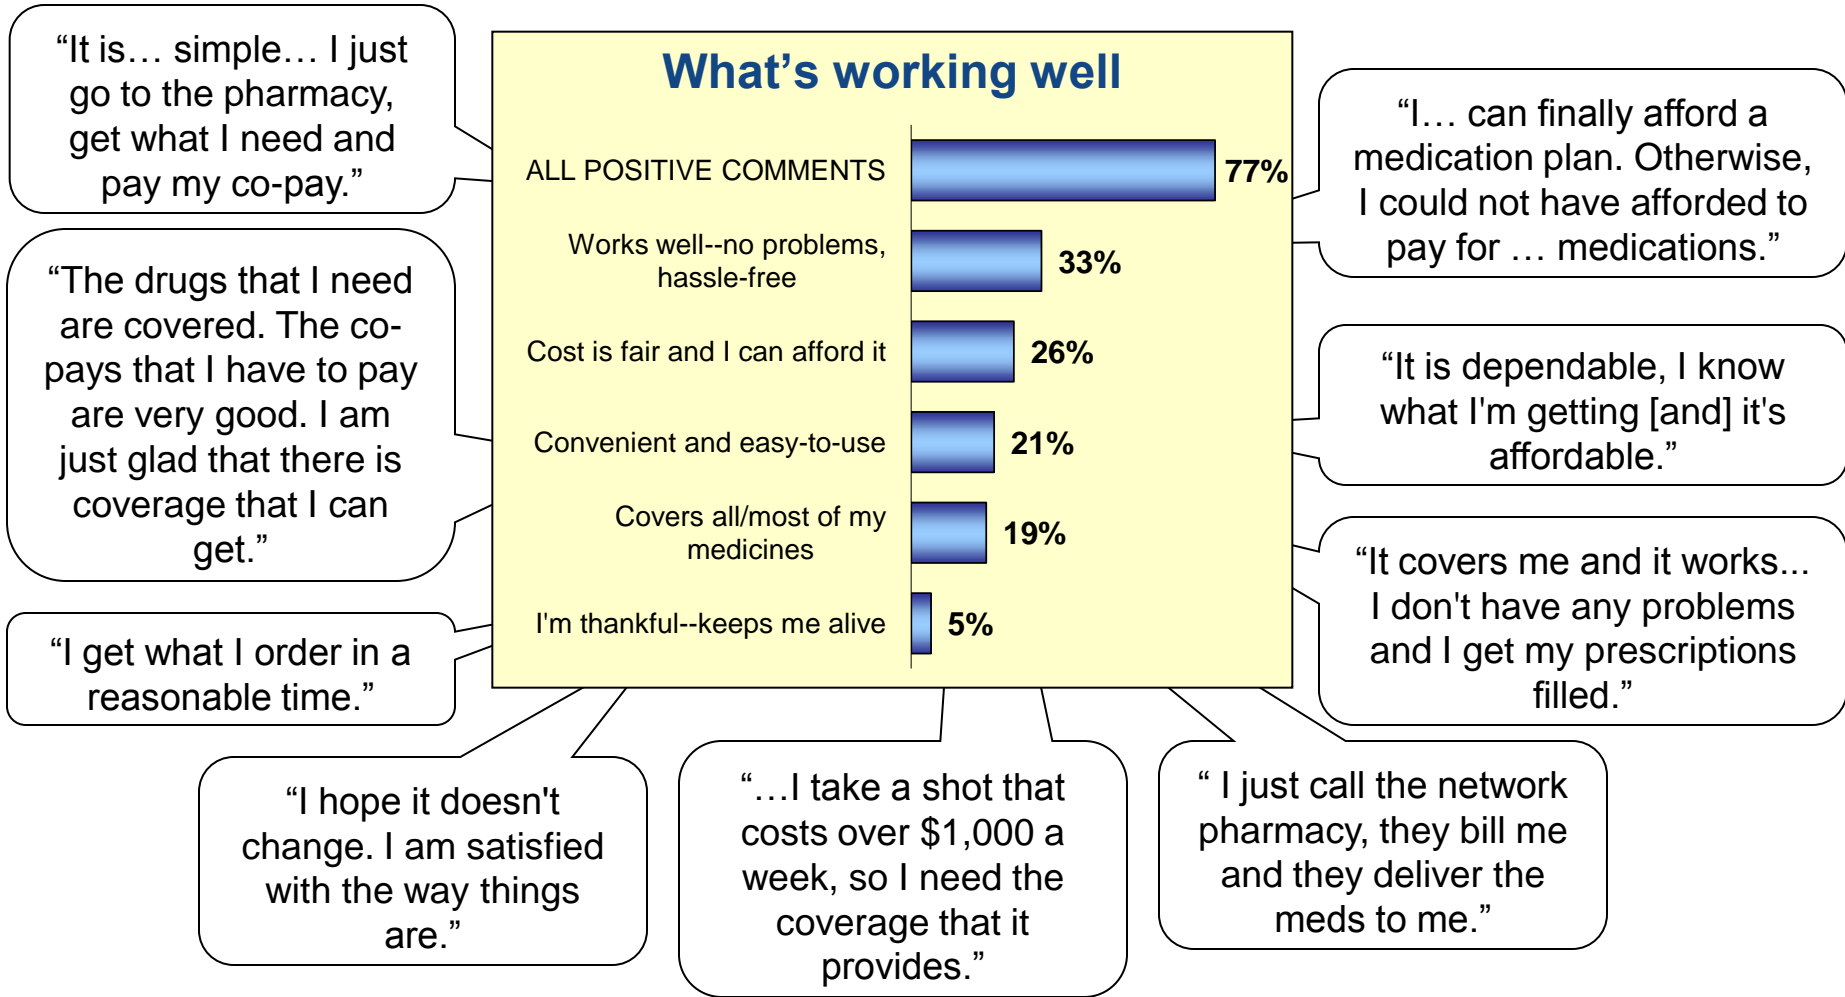 “It is… simple… I just
go to the pharmacy,
get what I need and
pay my co-pay.”
“The drugs that I need
are covered. The co-
pays that I have to pay
are very good. I am
just glad that there is
coverage that I can
get.”
“I get what I order in a
reasonable time.”
What’s working well
ALL POSITIVE COMMENTS 77%
Works well--no problems,
hassle-free
33%
Cost is fair and I can afford it 26%
Convenient and easy-to-use 21%
Covers all/most of my
medicines
19%
I'm thankful--keeps me alive 5%
“I… can finally afford a
medication plan. Otherwise,
I could not have afforded to
pay for … medications.”
“It is dependable, I know
what I'm getting [and] it's
affordable.”
“It covers me and it works...
I don't have any problems
and I get my prescriptions
filled.”
“I hope it doesn't
change. I am satisfied
with the way things
are.”
“…I take a shot that
costs over $1,000 a
week, so I need the
coverage that it
provides.”
“ I just call the network
pharmacy, they bill me
and they deliver the
meds to me.”